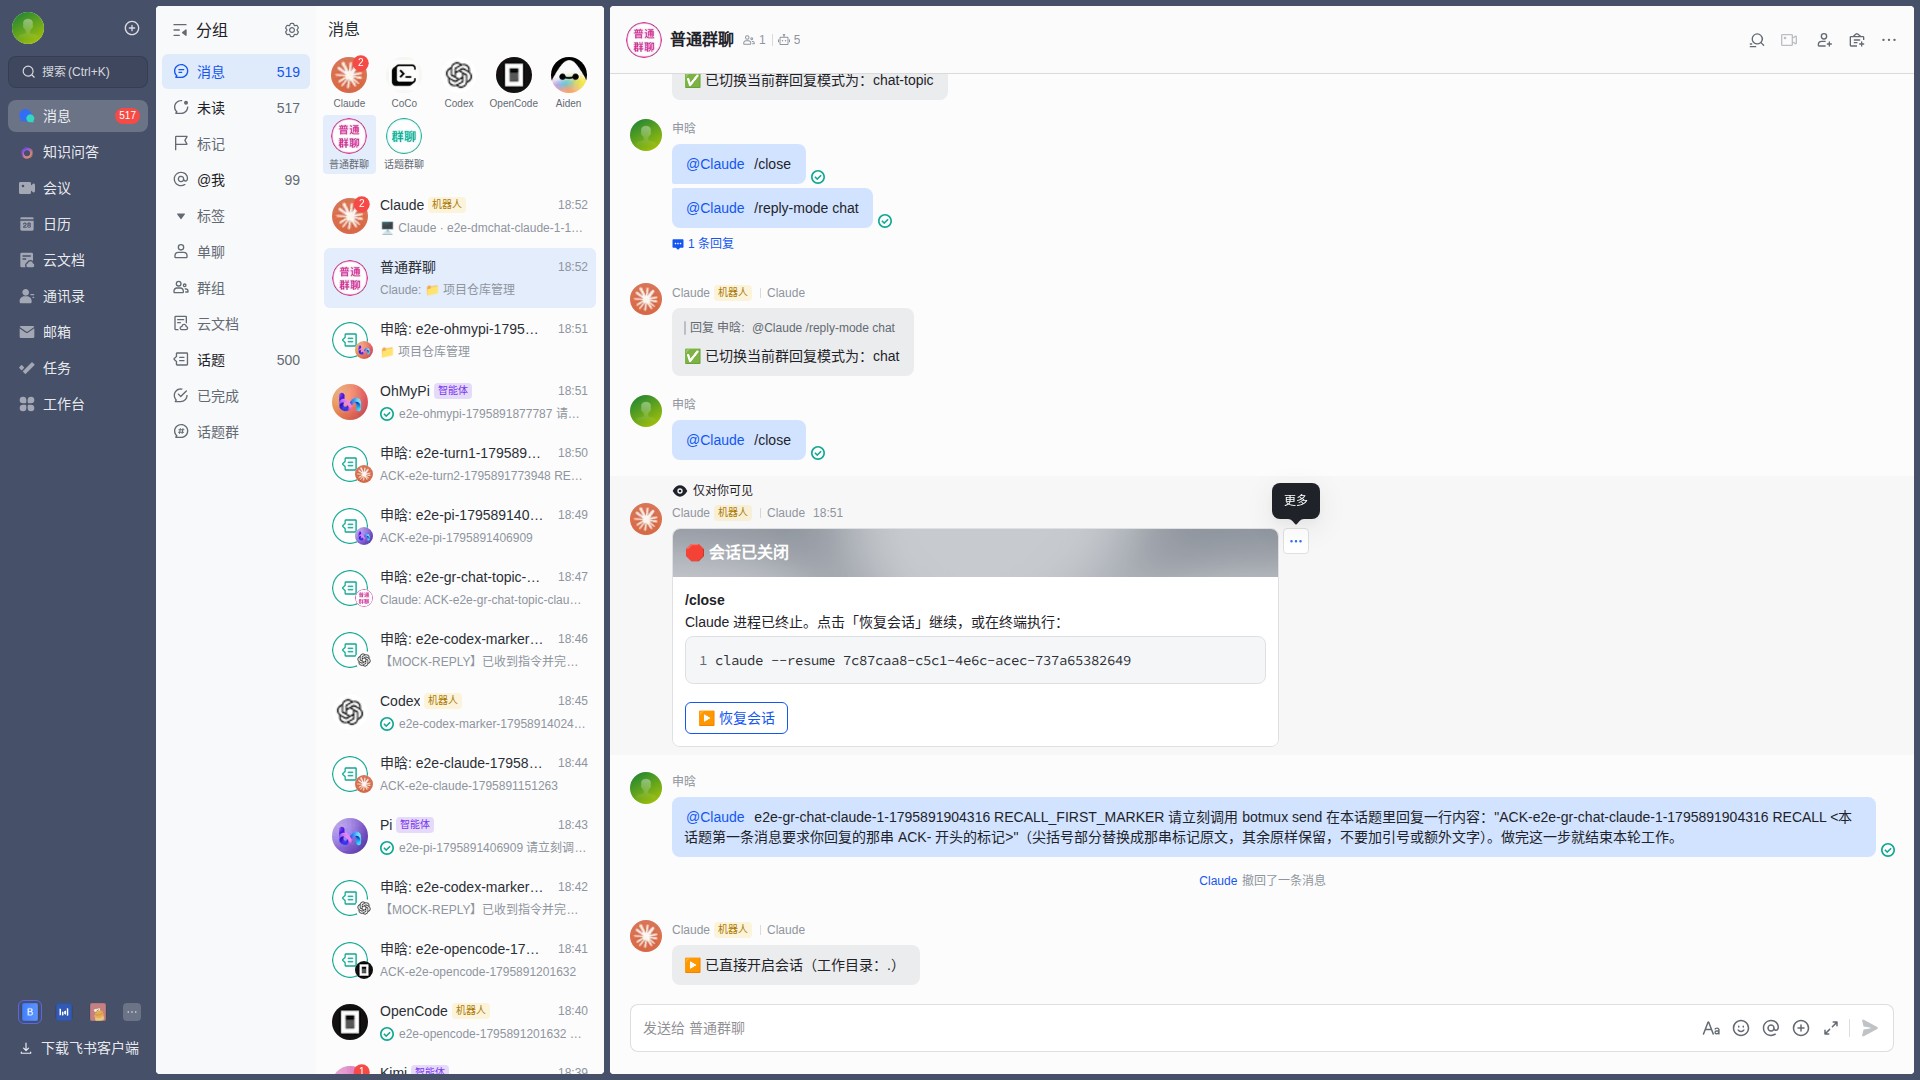 搜索 (Ctrl+K)
消息
517
知识问答
会议
日历
云文档
通讯录
邮箱
任务
工作台
下载飞书客户端
分组
消息 519
未读 517
标记
@我 99
标签
单聊
群组
云文档
话题 500
已完成
话题群
消息
2
Claude
CoCo
Codex
OpenCode
Aiden
普通群聊
普通群聊
群聊
话题群聊
2
Claude 机器人 18:52
Claude · e2e-dmchat-claude-1-1…
普通群聊
普通群聊 18:52
Claude: 📁 项目仓库管理
申晗: e2e-ohmypi-1795… 18:51
📁 项目仓库管理
OhMyPi 智能体 18:51
e2e-ohmypi-1795891877787 请…
申晗: e2e-turn1-179589… 18:50
ACK-e2e-turn2-1795891773948 RE…
申晗: e2e-pi-179589140… 18:49
ACK-e2e-pi-1795891406909
申晗: e2e-gr-chat-topic-… 18:47
Claude: ACK-e2e-gr-chat-topic-clau…
申晗: e2e-codex-marker… 18:46
【MOCK-REPLY】已收到指令并完…
Codex 机器人 18:45
e2e-codex-marker-17958914024…
申晗: e2e-claude-17958… 18:44
ACK-e2e-claude-1795891151263
Pi 智能体 18:43
e2e-pi-1795891406909 请立刻调…
申晗: e2e-codex-marker… 18:42
【MOCK-REPLY】已收到指令并完…
申晗: e2e-opencode-17… 18:41
ACK-e2e-opencode-1795891201632
OpenCode 机器人 18:40
e2e-opencode-1795891201632 …
1
Kimi 智能体 18:39
普通群聊
普通群聊 1 5
✅ 已切换当前群回复模式为：chat-topic
申晗
@Claude /close
@Claude /reply-mode chat
1 条回复
Claude 机器人 | Claude
回复 申晗：@Claude /reply-mode chat
✅ 已切换当前群回复模式为：chat
申晗
@Claude /close
仅对你可见
更多
Claude 机器人 | Claude 18:51
🛑 会话已关闭
/close
Claude 进程已终止。点击「恢复会话」继续，或在终端执行：
1 claude --resume 7c87caa8-c5c1-4e6c-acec-737a65382649
▶️ 恢复会话
申晗
@Claude e2e-gr-chat-claude-1-1795891904316 RECALL_FIRST_MARKER 请立刻调用 botmux send 在本话题里回复一行内容："ACK-e2e-gr-chat-claude-1-1795891904316 RECALL <本
话题第一条消息要求你回复的那串 ACK- 开头的标记>"（尖括号部分替换成那串标记原文，其余原样保留，不要加引号或额外文字）。做完这一步就结束本轮工作。
Claude 撤回了一条消息
Claude 机器人 | Claude
▶️ 已直接开启会话（工作目录：.）
发送给 普通群聊
Aa